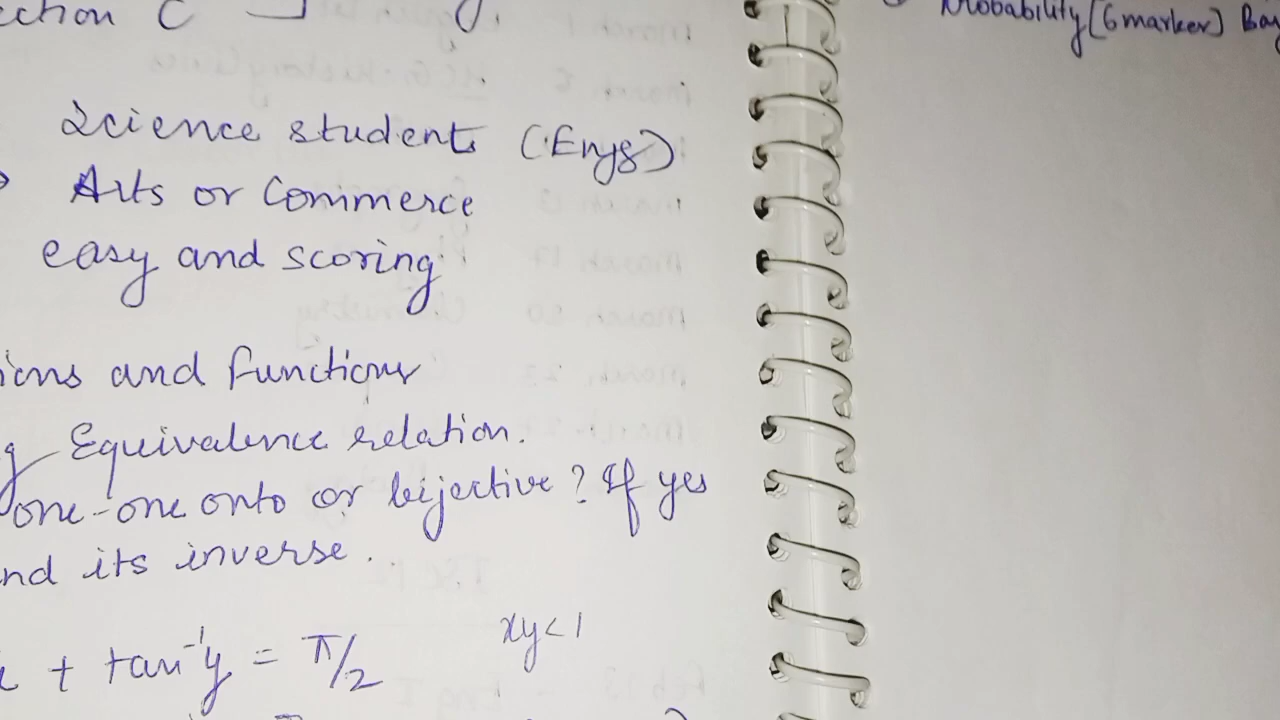 ection C
Science students (Engg)
Arts or Commerce
easy and scoring
ions and functions
g Equivalence relation.
one-one onto or bijective? If yes
nd its inverse.
x + tan⁻¹y = π/2 xy<1
Probability [6 marker] Bay